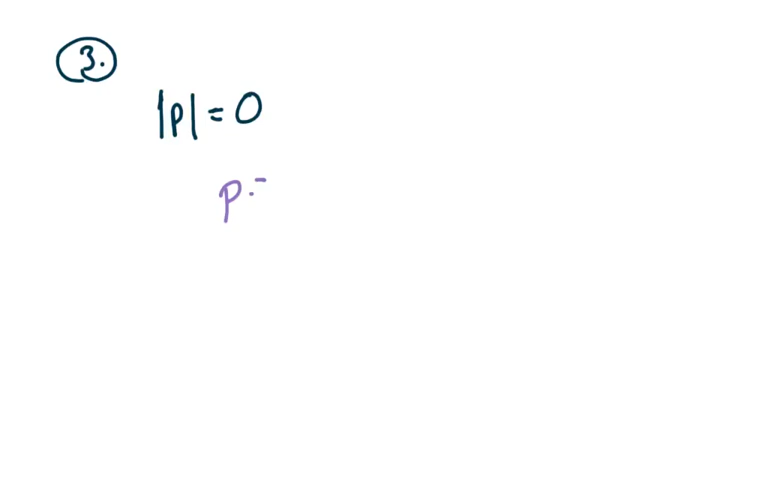 3.
|p| = 0
p =